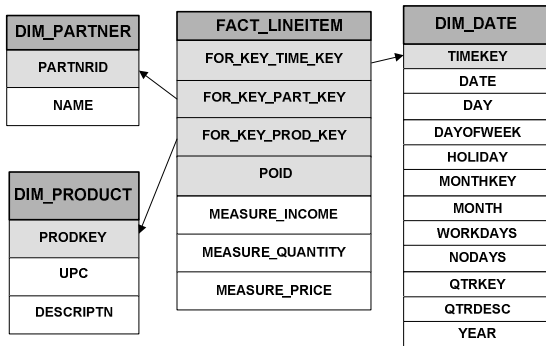 DIM_PARTNER
PARTNRID
NAME
DIM_PRODUCT
PRODKEY
UPC
DESCRIPTN
FACT_LINEITEM
FOR_KEY_TIME_KEY
FOR_KEY_PART_KEY
FOR_KEY_PROD_KEY
POID
MEASURE_INCOME
MEASURE_QUANTITY
MEASURE_PRICE
DIM_DATE
TIMEKEY
DATE
DAY
DAYOFWEEK
HOLIDAY
MONTHKEY
MONTH
WORKDAYS
NODAYS
QTRKEY
QTRDESC
YEAR